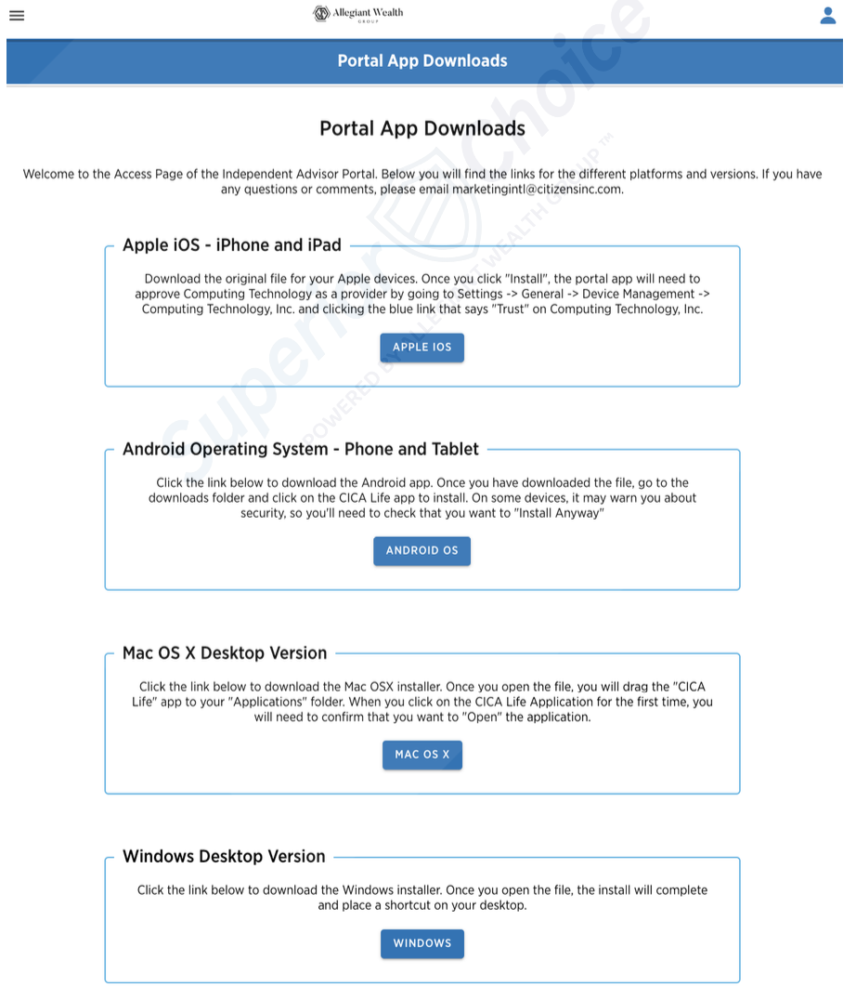 Allegiant Wealth
GROUP
Portal App Downloads
Portal App Downloads
Welcome to the Access Page of the Independent Advisor Portal. Below you will find the links for the different platforms and versions. If you have
any questions or comments, please email marketingintl@citizensinc.com.
Apple iOS - iPhone and iPad
Download the original file for your Apple devices. Once you click "Install", the portal app will need to
approve Computing Technology as a provider by going to Settings -> General -> Device Management ->
Computing Technology, Inc. and clicking the blue link that says "Trust" on Computing Technology, Inc.
APPLE IOS
Android Operating System - Phone and Tablet
Click the link below to download the Android app. Once you have downloaded the file, go to the
downloads folder and click on the CICA Life app to install. On some devices, it may warn you about
security, so you'll need to check that you want to "Install Anyway"
ANDROID OS
Mac OS X Desktop Version
Click the link below to download the Mac OSX installer. Once you open the file, you will drag the "CICA
Life" app to your "Applications" folder. When you click on the CICA Life Application for the first time, you
will need to confirm that you want to "Open" the application.
MAC OS X
Windows Desktop Version
Click the link below to download the Windows installer. Once you open the file, the install will complete
and place a shortcut on your desktop.
WINDOWS
Superior Choice
POWERED BY ALLEGIANT WEALTH GROUP™